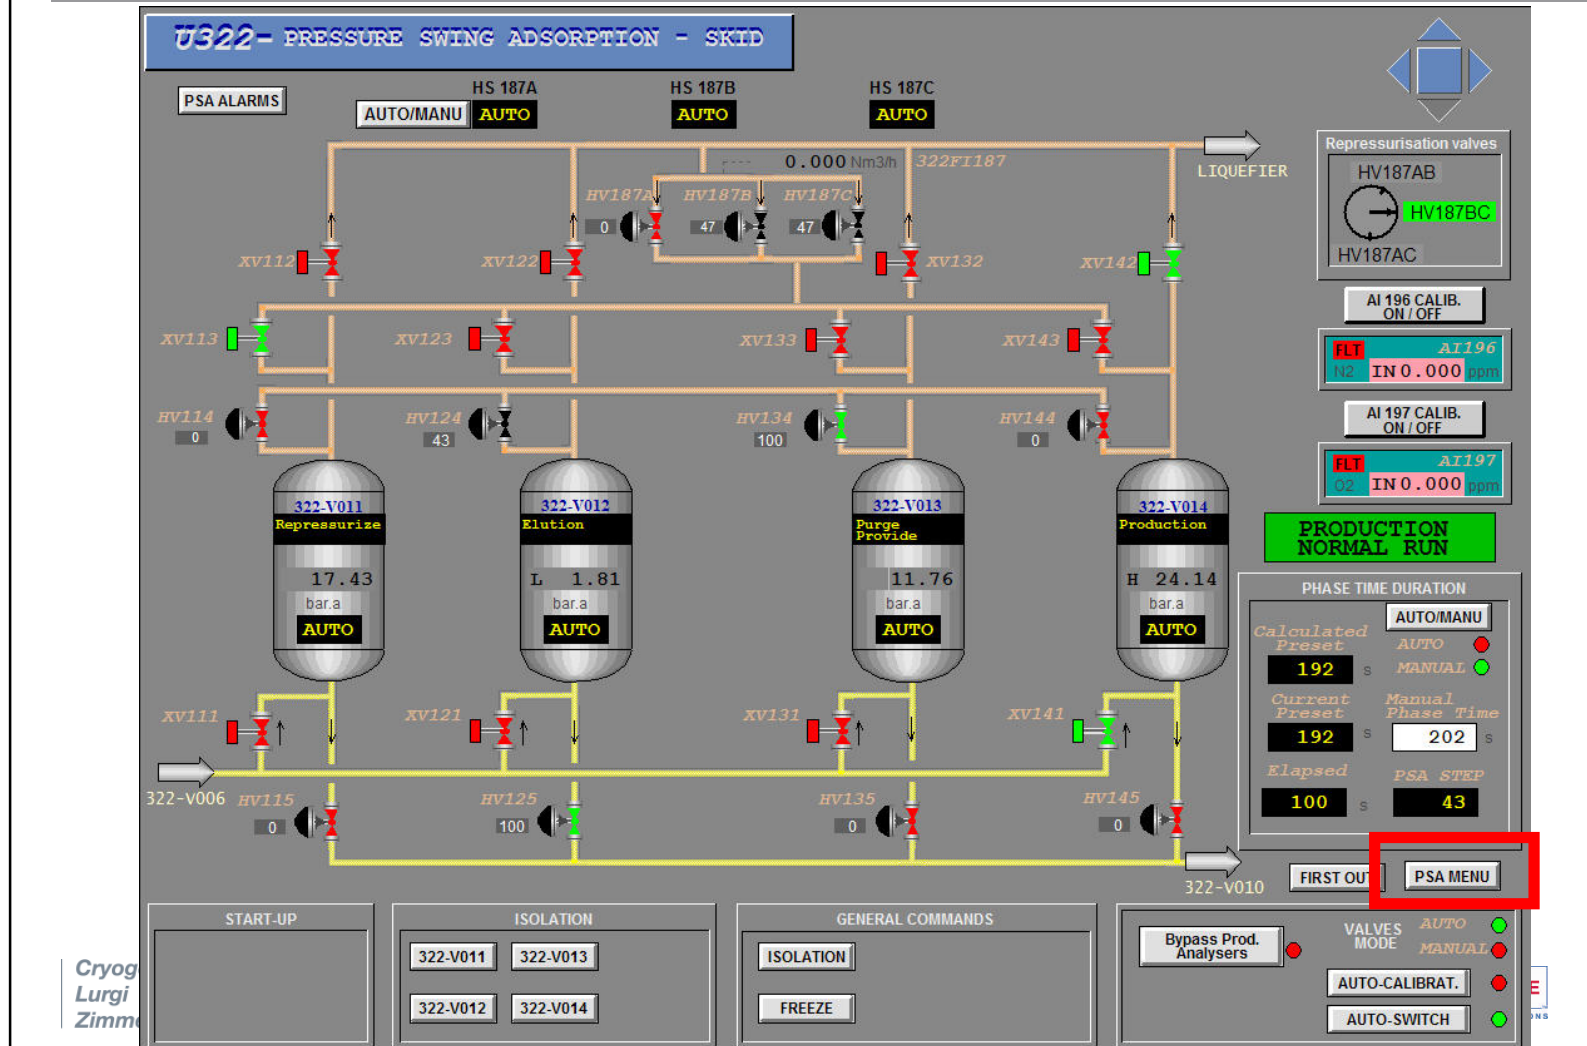 U322- PRESSURE SWING ADSORPTION - SKID
PSA ALARMS
AUTO/MANU
HS 187A
AUTO
HS 187B
AUTO
HS 187C
AUTO
0.000 Nm3/h
322FI187
LIQUEFIER
Repressurisation valves
HV187AB
HV187BC
HV187AC
HV187A
0
HV187B
47
HV187C
47
XV112
XV122
XV132
XV142
XV113
XV123
XV133
XV143
AI 196 CALIB.
ON / OFF
FLT
AI196
N2
IN0.000 ppm
HV114
0
HV124
43
HV134
100
HV144
0
AI 197 CALIB.
ON / OFF
FLT
AI197
O2
IN0.000 ppm
322-V011
Repressurize
17.43
bar.a
AUTO
322-V012
Elution
L 1.81
bar.a
AUTO
322-V013
Purge
Provide
11.76
bar.a
AUTO
322-V014
Production
H 24.14
bar.a
AUTO
PRODUCTION
NORMAL RUN
PHASE TIME DURATION
AUTO/MANU
Calculated
Preset
192 s
AUTO
MANUAL
Current
Preset
192 s
Manual
Phase Time
202 s
Elapsed
100 s
PSA STEP
43
XV111
XV121
XV131
XV141
322-V006
HV115
0
HV125
100
HV135
0
HV145
0
322-V010
FIRST OUT
PSA MENU
START-UP
ISOLATION
322-V011
322-V013
322-V012
322-V014
GENERAL COMMANDS
ISOLATION
FREEZE
Bypass Prod.
Analysers
VALVES
MODE
AUTO
MANUAL
AUTO-CALIBRAT.
AUTO-SWITCH
Cryog
Lurgi
Zimm
E